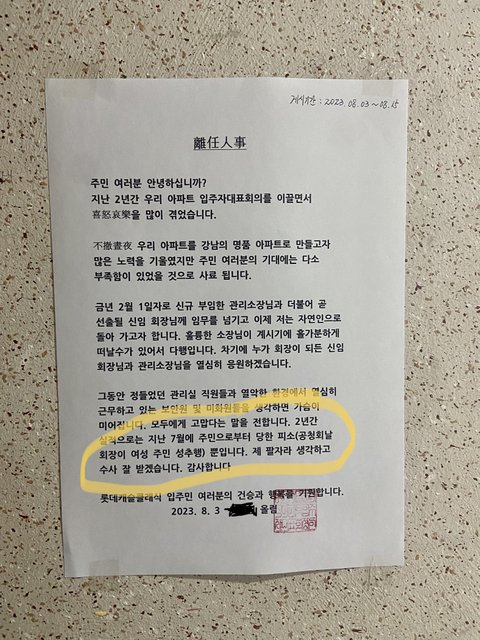 게시기간 : 2023. 08. 03 ~ 08. 15
離任人事
주민 여러분 안녕하십니까?
지난 2년간 우리 아파트 입주자대표회의를 이끌면서
喜怒哀樂을 많이 겪었습니다.
不撤晝夜 우리 아파트를 강남의 명품 아파트로 만들고자
많은 노력을 기울였지만 주민 여러분의 기대에는 다소
부족함이 있었을 것으로 사료 됩니다.
금년 2월 1일자로 신규 부임한 관리소장님과 더불어 곧
선출될 신임 회장님께 임무를 넘기고 이제 저는 자연인으로
돌아 가고자 합니다. 훌륭한 소장님이 계시기에 홀가분하게
떠날수가 있어서 다행입니다. 차기에 누가 회장이 되든 신임
회장님과 관리소장님을 열심히 응원하겠습니다.
그동안 정들었던 관리실 직원들과 열악한 환경에서 열심히
근무하고 있는 보안원 및 미화원들을 생각하면 가슴이
미어집니다. 모두에게 고맙다는 말을 전합니다. 2년간
실적으로는 지난 7월에 주민으로부터 당한 피소(공청회날
회장이 여성 주민 성추행) 뿐입니다. 제 팔자라 생각하고
수사 잘 받겠습니다. 감사합니다
롯데캐슬클래식 입주민 여러분의 건승과 행복을 기원합니다.
2023. 8. 3 올림